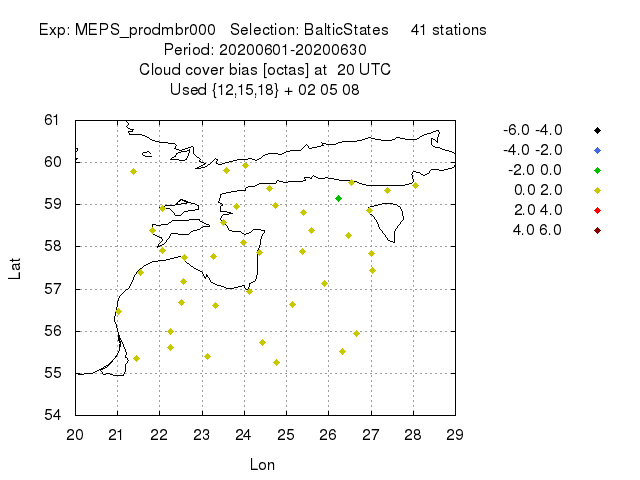 Exp: MEPS_prodmbr000   Selection: BalticStates     41 stations
Period: 20200601-20200630
Cloud cover bias [octas] at  20 UTC
Used {12,15,18} + 02 05 08
61
60
59
58
57
56
55
54
Lat
20 21 22 23 24 25 26 27 28 29
Lon
-6.0 -4.0
-4.0 -2.0
-2.0 0.0
0.0 2.0
2.0 4.0
4.0 6.0